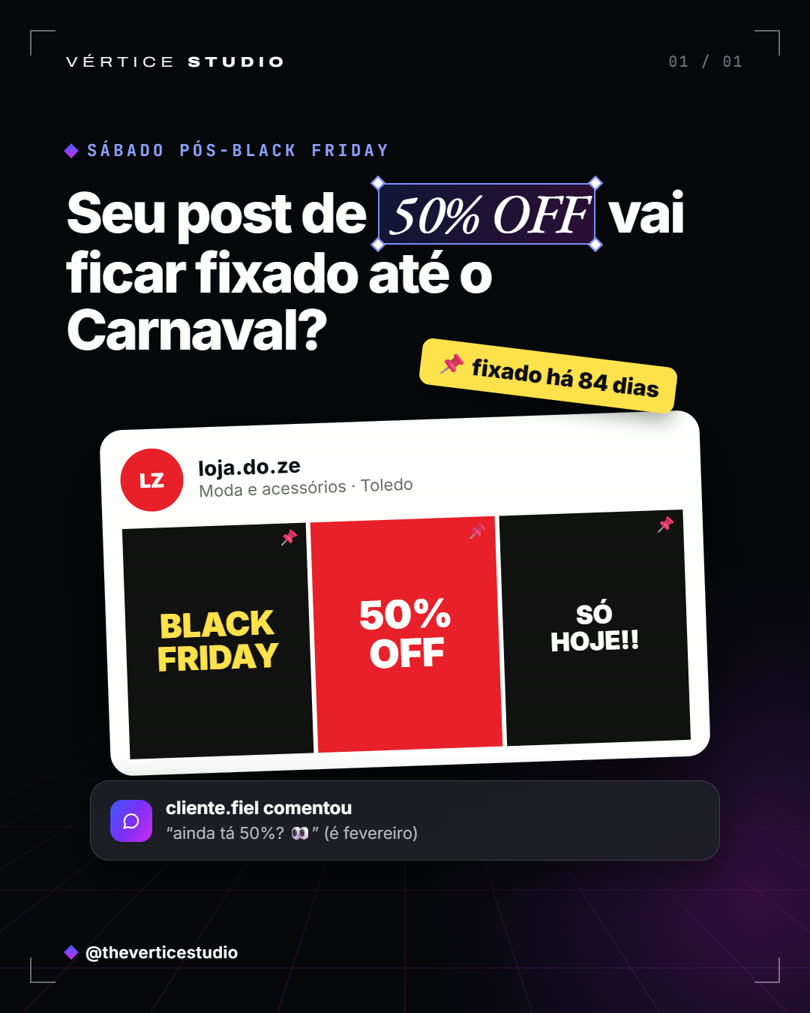 VÉRTICE STUDIO
01 / 01
SÁBADO PÓS-BLACK FRIDAY
Seu post de 50% OFF vai
ficar fixado até o
Carnaval?
📌 fixado há 84 dias
LZ
loja.do.ze
Moda e acessórios · Toledo
BLACK
FRIDAY
50%
OFF
SÓ
HOJE!!
cliente.fiel comentou
“ainda tá 50%? 👀” (é fevereiro)
@theverticestudio